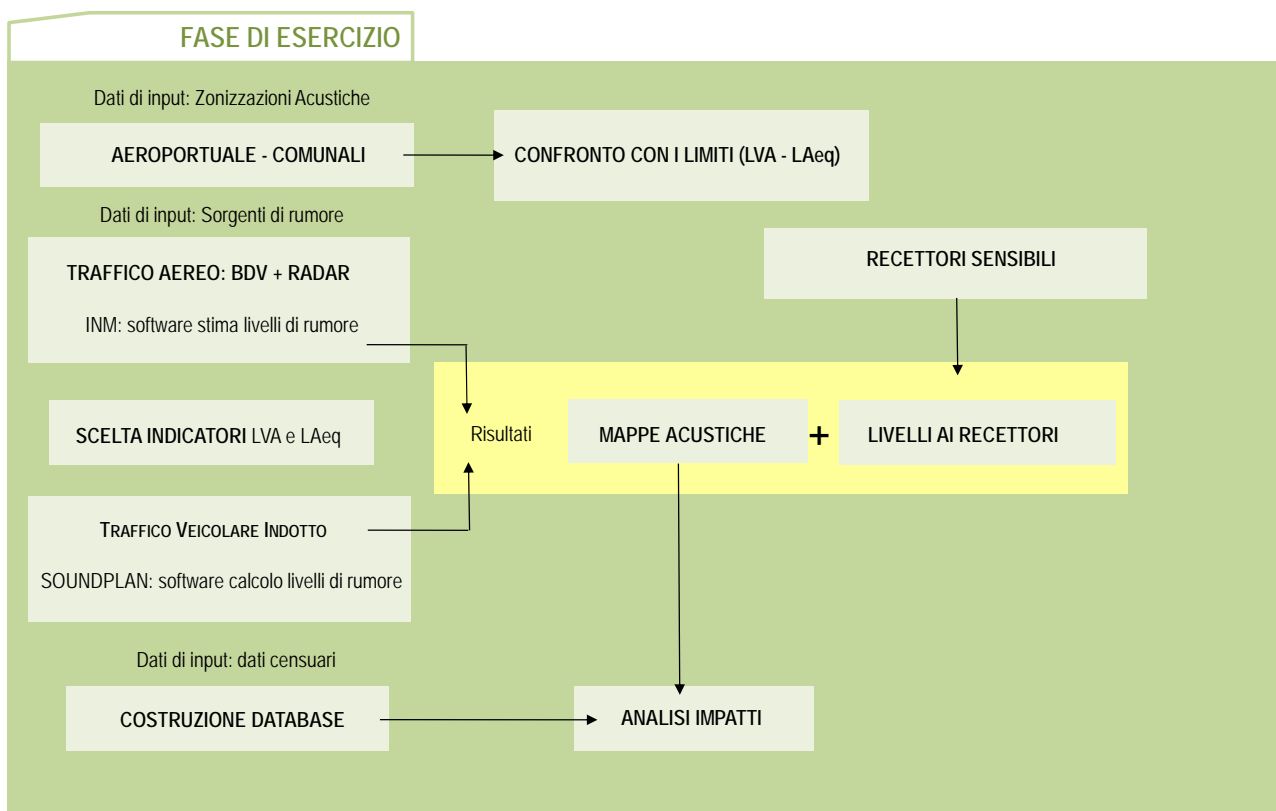 FASE DI ESERCIZIO
Dati di input: Zonizzazioni Acustiche
AEROPORTUALE - COMUNALI
CONFRONTO CON I LIMITI (LVA - LAeq)
Dati di input: Sorgenti di rumore
TRAFFICO AEREO: BDV + RADAR
INM: software stima livelli di rumore
RECETTORI SENSIBILI
SCELTA INDICATORI LVA e LAeq
Risultati
MAPPE ACUSTICHE
+
LIVELLI AI RECETTORI
TRAFFICO VEICOLARE INDOTTO
SOUNDPLAN: software calcolo livelli di rumore
Dati di input: dati censuari
COSTRUZIONE DATABASE
ANALISI IMPATTI